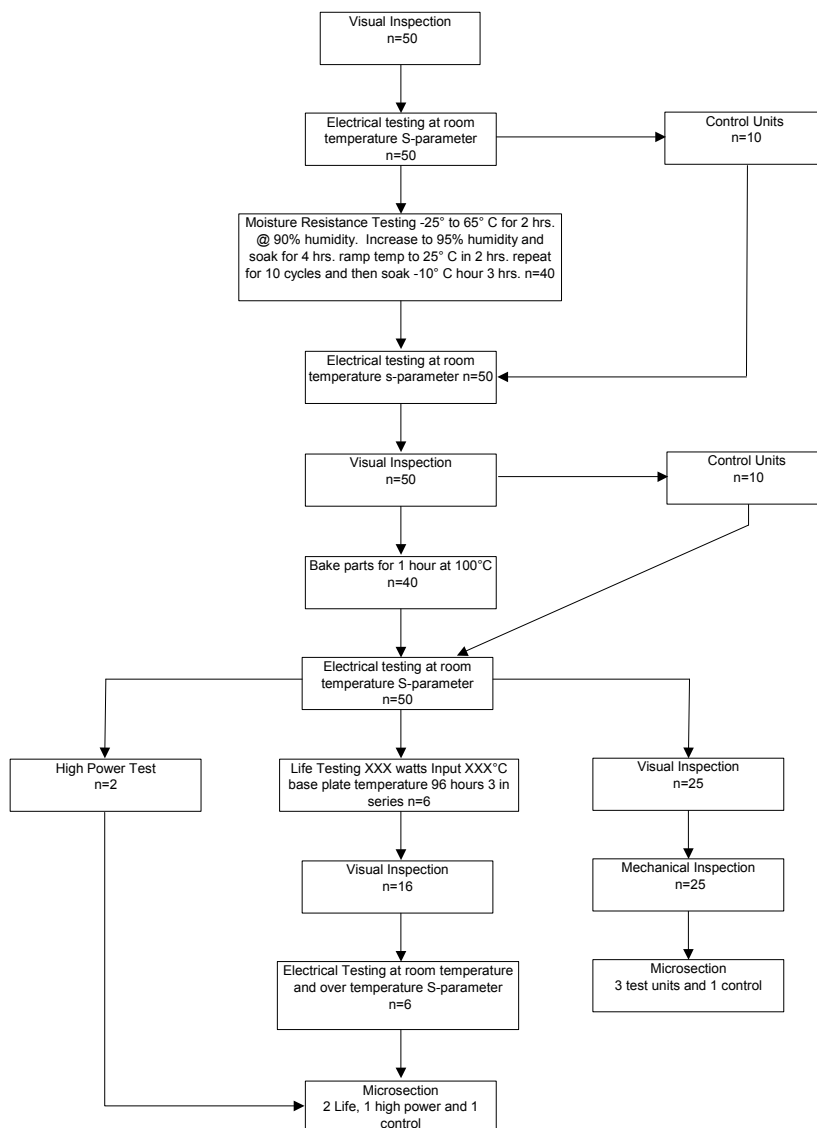 Visual Inspection
n=50
Electrical testing at room
temperature S-parameter
n=50
Control Units
n=10
Moisture Resistance Testing -25° to 65° C for 2 hrs.
@ 90% humidity.  Increase to 95% humidity and
soak for 4 hrs. ramp temp to 25° C in 2 hrs. repeat
for 10 cycles and then soak -10° C hour 3 hrs. n=40
Electrical testing at room
temperature s-parameter n=50
Visual Inspection
n=50
Control Units
n=10
Bake parts for 1 hour at 100°C
n=40
Electrical testing at room
temperature S-parameter
n=50
High Power Test
n=2
Life Testing XXX watts Input XXX°C
base plate temperature 96 hours 3 in
series n=6
Visual Inspection
n=25
Visual Inspection
n=16
Mechanical Inspection
n=25
Electrical Testing at room temperature
and over temperature S-parameter
n=6
Microsection
3 test units and 1 control
Microsection
2 Life, 1 high power and 1
control